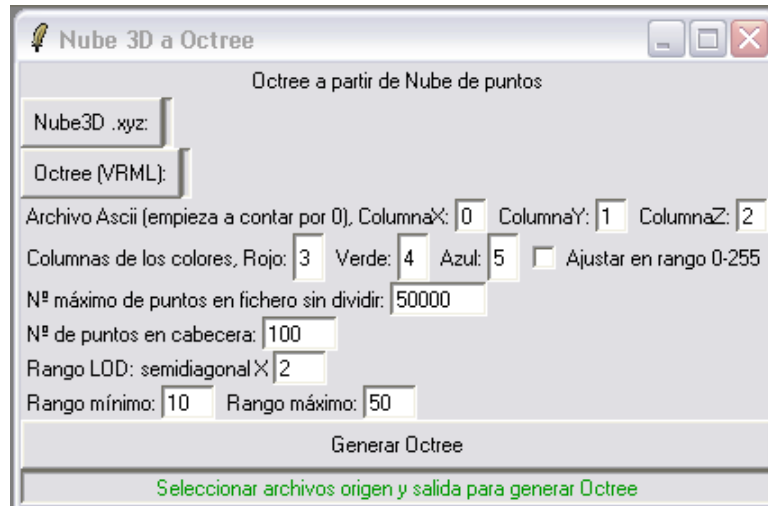 Nube 3D a Octree
Octree a partir de Nube de puntos
Nube3D .xyz:
Octree (VRML):
Archivo Ascii (empieza a contar por 0), ColumnaX: 0 ColumnaY: 1 ColumnaZ: 2
Columnas de los colores, Rojo: 3 Verde: 4 Azul: 5 Ajustar en rango 0-255
Nº máximo de puntos en fichero sin dividir: 50000
Nº de puntos en cabecera: 100
Rango LOD: semidiagonal X 2
Rango mínimo: 10 Rango máximo: 50
Generar Octree
Seleccionar archivos origen y salida para generar Octree